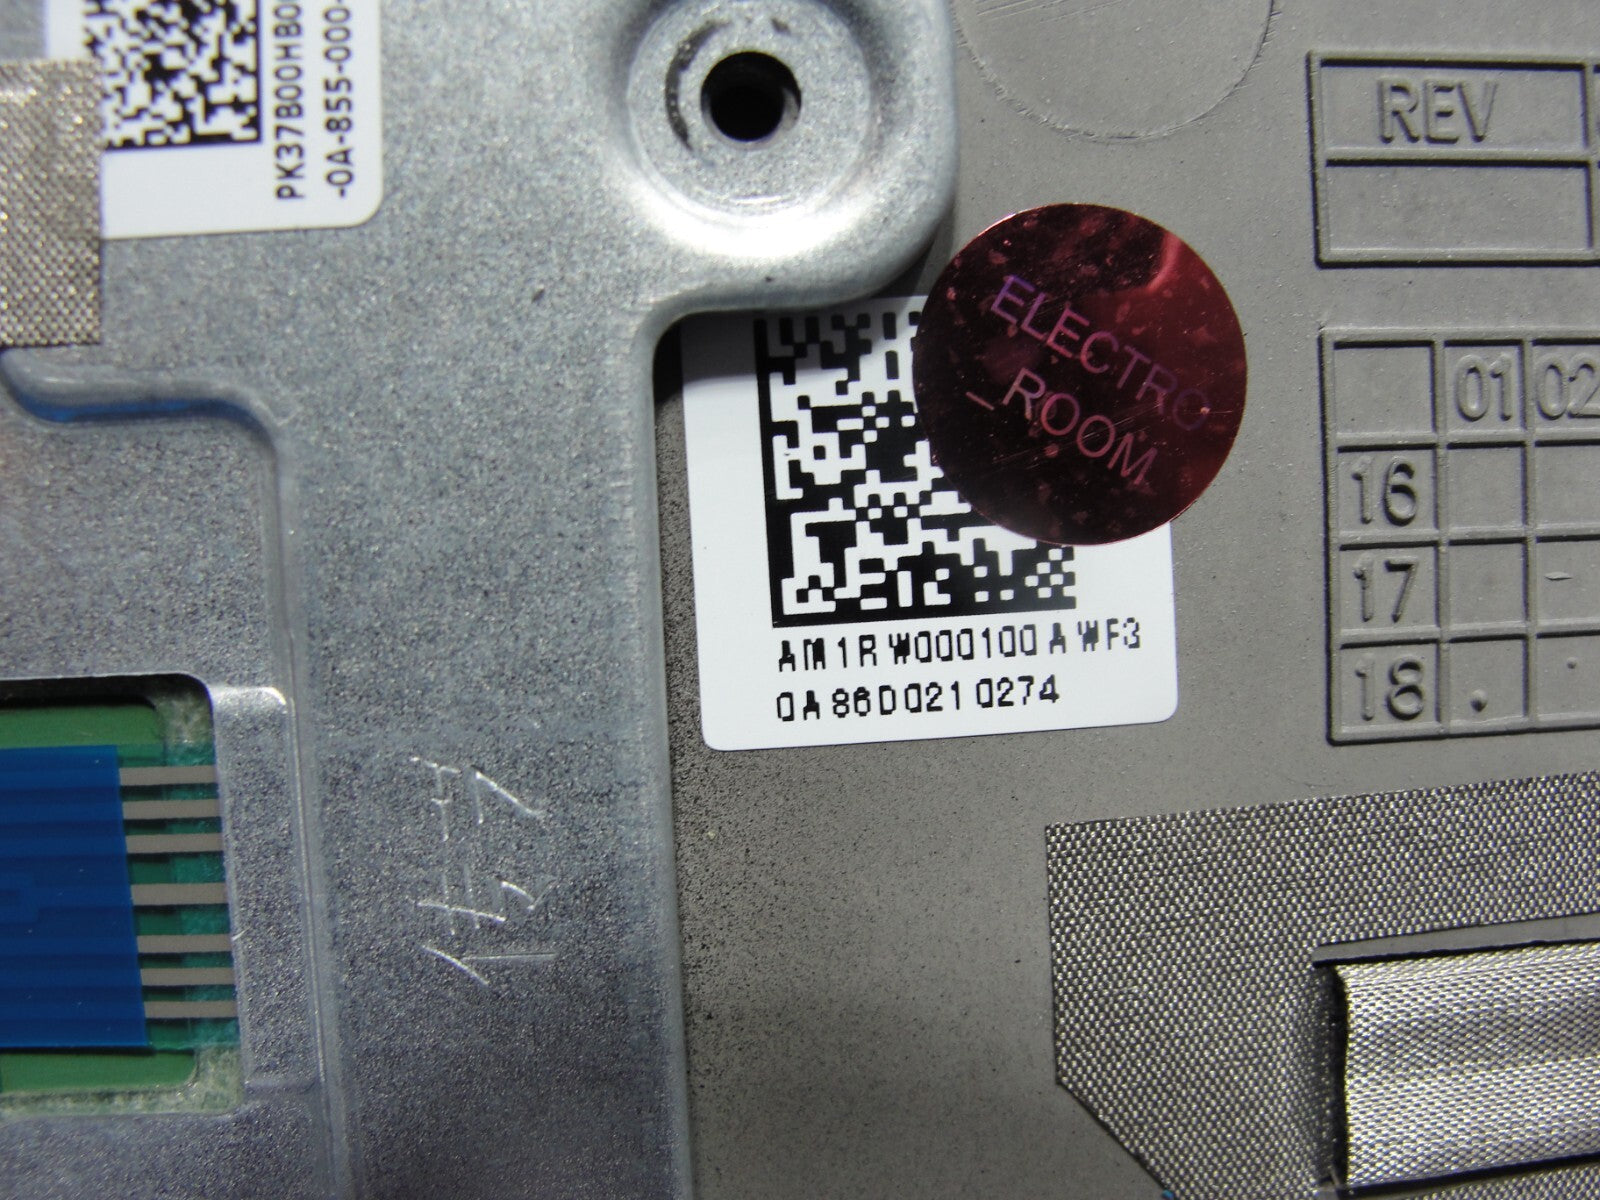 PK37B00HB0
-0A-855-000-
REV
ELECTRO
_ROOM
01 02
16
17
18
AM1RW000100AWF3
0A86D0210274